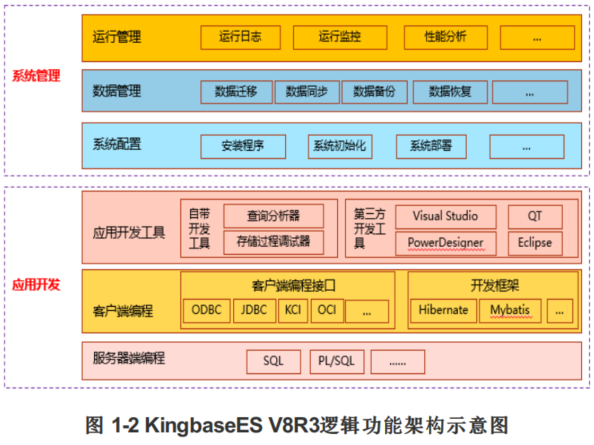 系统管理
运行管理 运行日志 运行监控 性能分析 ...
数据管理 数据迁移 数据同步 数据备份 数据恢复 ...
系统配置 安装程序 系统初始化 系统部署 ...
应用开发
应用开发工具
自带开发工具
查询分析器
存储过程调试器
第三方开发工具
Visual Studio QT
PowerDesigner Eclipse
客户端编程
客户端编程接口
ODBC JDBC KCI OCI ...
开发框架
Hibernate Mybatis ...
服务器端编程 SQL PL/SQL ......
图 1-2 KingbaseES V8R3逻辑功能架构示意图